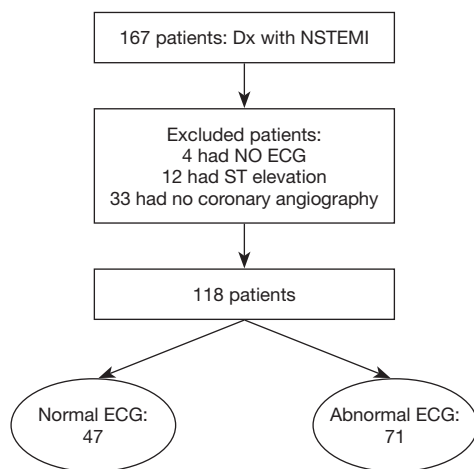 167 patients: Dx with NSTEMI
Excluded patients:
4 had NO ECG
12 had ST elevation
33 had no coronary angiography
118 patients
Normal ECG:
47
Abnormal ECG:
71